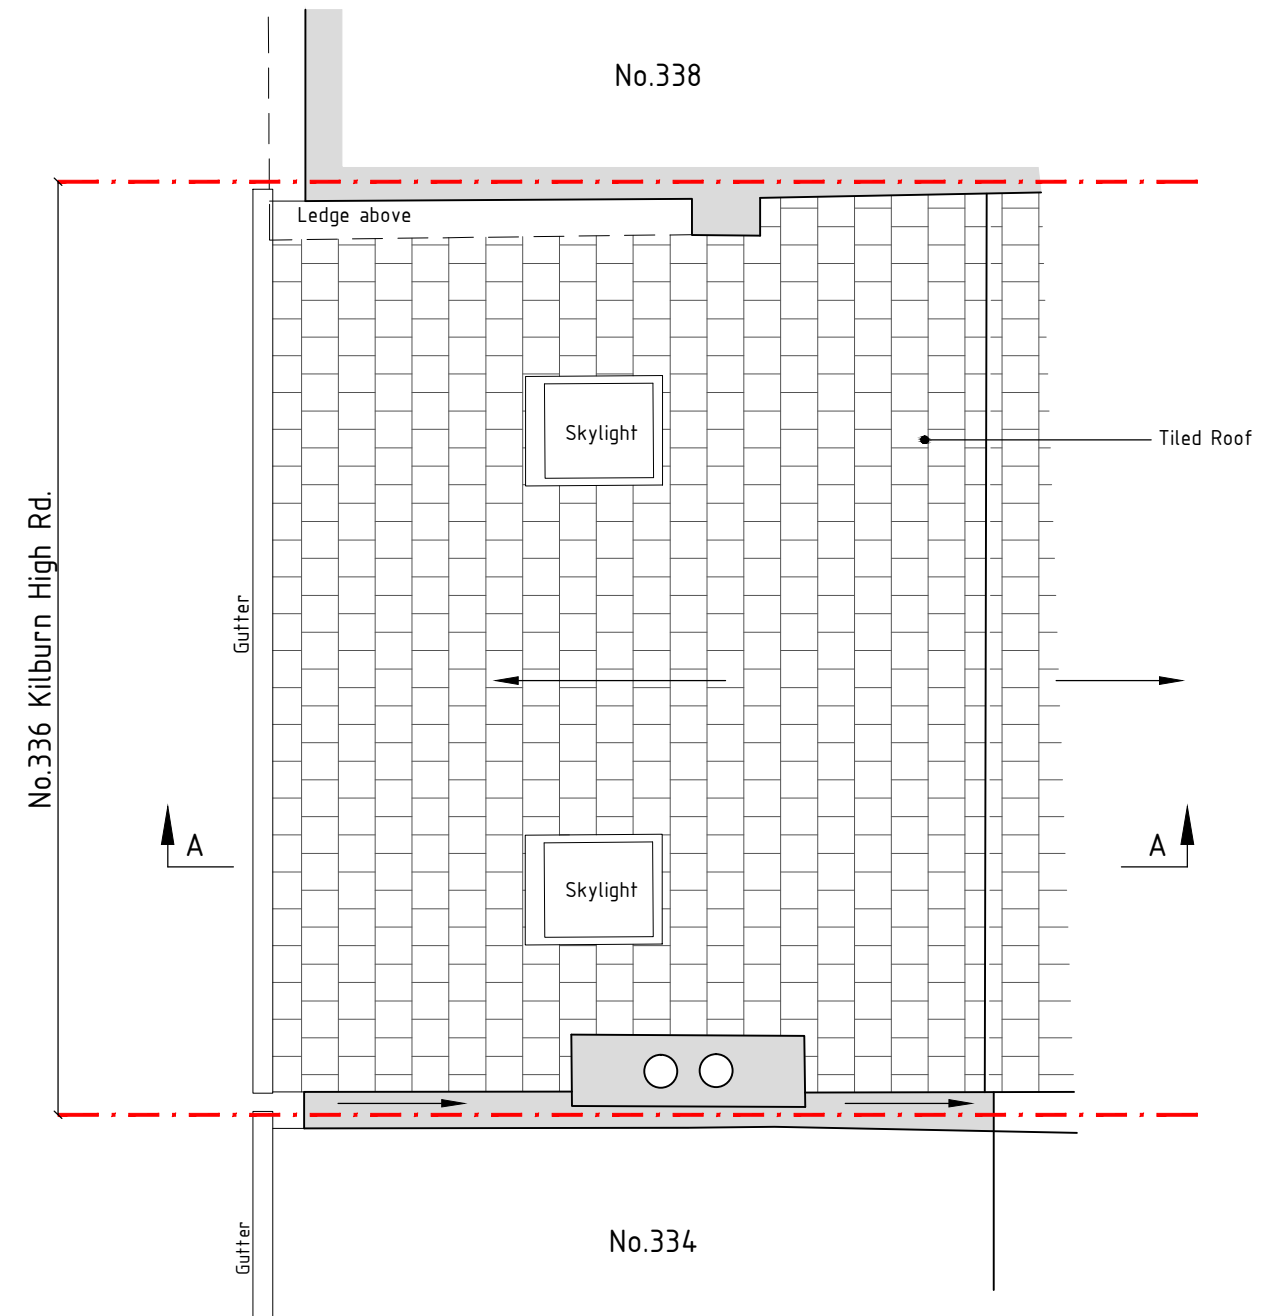 No.338
Ledge above
Skylight
Tiled Roof
No.336 Kilburn High Rd.
Gutter
A
A
Skylight
No.334
Gutter